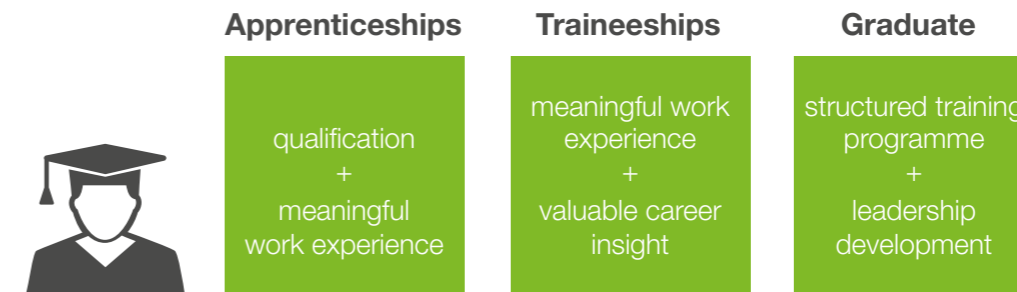 Apprenticeships
qualification
+
meaningful
work experience
Traineeships
meaningful work
experience
+
valuable career
insight
Graduate
structured training
programme
+
leadership
development